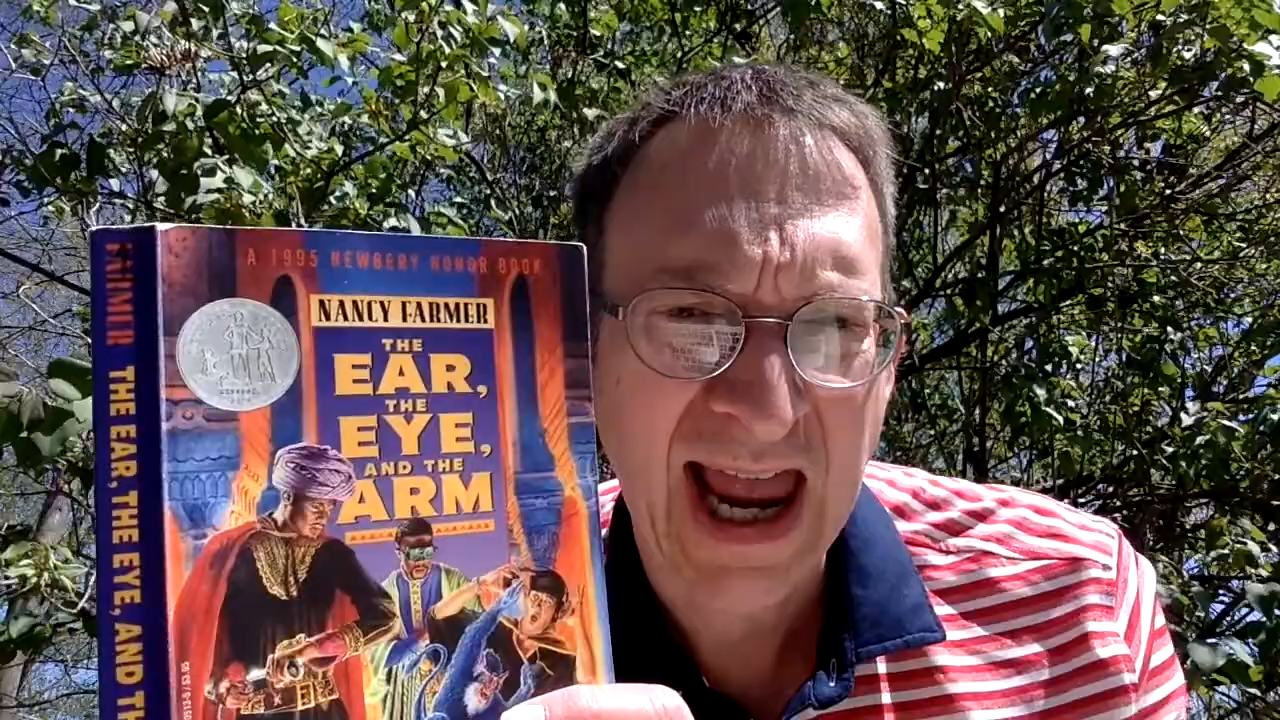 FARMER THE EAR, THE EYE, AND TH
A 1995 NEWBERY HONOR BOOK
NANCY FARMER
THE
EAR,
THE
EYE,
AND THE
ARM